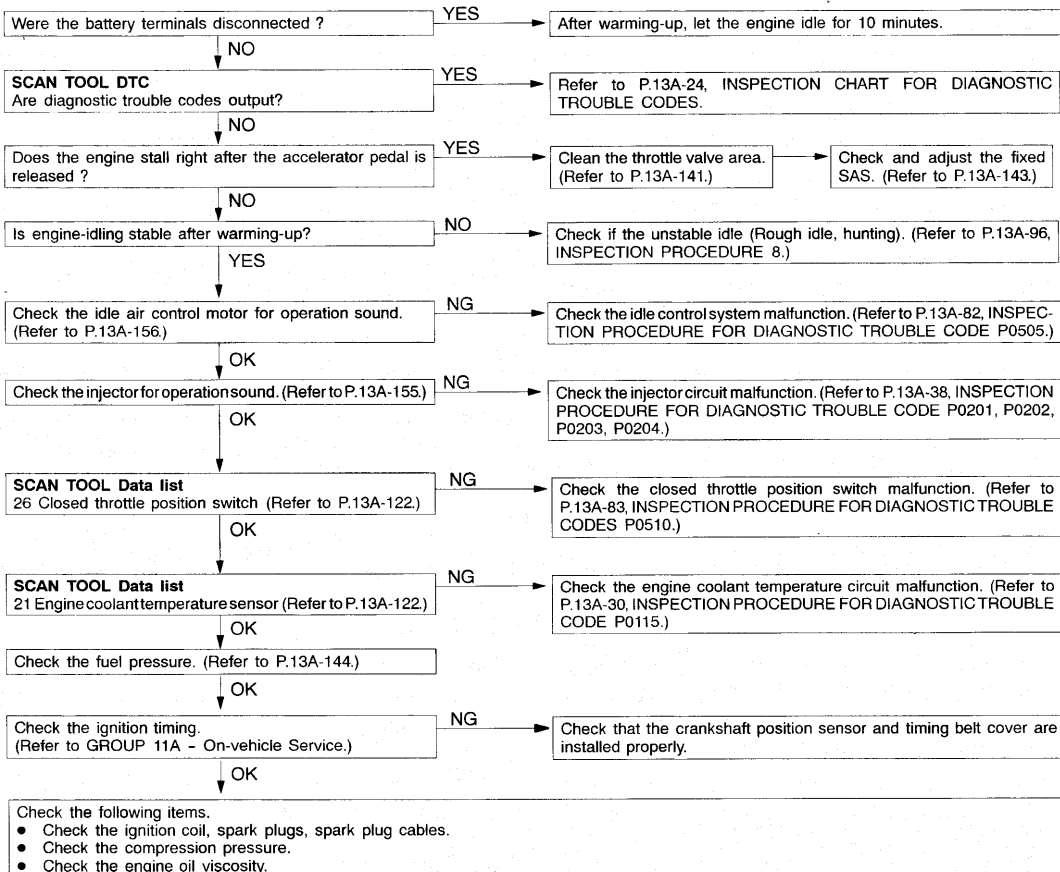 Were the battery terminals disconnected ?
YES
After warming-up, let the engine idle for 10 minutes.
NO
SCAN TOOL DTC
Are diagnostic trouble codes output?
YES
Refer to P.13A-24, INSPECTION CHART FOR DIAGNOSTIC
TROUBLE CODES.
NO
Does the engine stall right after the accelerator pedal is
released ?
YES
Clean the throttle valve area.
(Refer to P.13A-141.)
Check and adjust the fixed
SAS. (Refer to P.13A-143.)
NO
Is engine-idling stable after warming-up?
NO
Check if the unstable idle (Rough idle, hunting). (Refer to P.13A-96,
INSPECTION PROCEDURE 8.)
YES
Check the idle air control motor for operation sound.
(Refer to P.13A-156.)
NG
Check the idle control system malfunction. (Refer to P.13A-82, INSPEC-
TION PROCEDURE FOR DIAGNOSTIC TROUBLE CODE P0505.)
OK
Check the injector for operation sound. (Refer to P.13A-155.)
NG
Check the injector circuit malfunction. (Refer to P.13A-38, INSPECTION
PROCEDURE FOR DIAGNOSTIC TROUBLE CODE P0201, P0202,
P0203, P0204.)
OK
SCAN TOOL Data list
26 Closed throttle position switch (Refer to P.13A-122.)
NG
Check the closed throttle position switch malfunction. (Refer to
P.13A-83, INSPECTION PROCEDURE FOR DIAGNOSTIC TROUBLE
CODES P0510.)
OK
SCAN TOOL Data list
21 Engine coolant temperature sensor (Refer to P.13A-122.)
NG
Check the engine coolant temperature circuit malfunction. (Refer to
P.13A-30, INSPECTION PROCEDURE FOR DIAGNOSTIC TROUBLE
CODE P0115.)
OK
Check the fuel pressure. (Refer to P.13A-144.)
OK
Check the ignition timing.
(Refer to GROUP 11A – On-vehicle Service.)
NG
Check that the crankshaft position sensor and timing belt cover are
installed properly.
OK
Check the following items.
● Check the ignition coil, spark plugs, spark plug cables.
● Check the compression pressure.
● Check the engine oil viscosity.